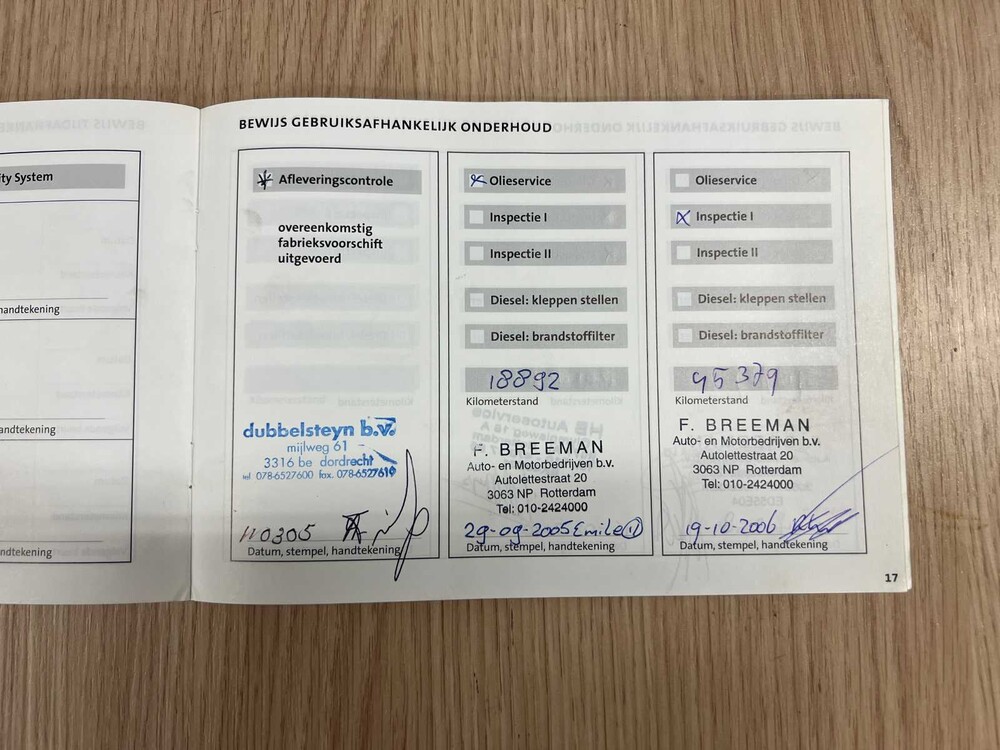 ty System
handtekening
ndtekening
ndtekening
BEWIJS GEBRUIKSAFHANKELIJK ONDERHOUD
Afleveringscontrole
overeenkomstig
fabrieksvoorschift
uitgevoerd
dubbelsteyn b.v.
mijlweg 61
3316 be dordrecht
tel. 078-6527600 fax. 078-6527610
110305
Datum, stempel, handtekening
Olieservice
Inspectie I
Inspectie II
Diesel: kleppen stellen
Diesel: brandstoffilter
18892
Kilometerstand
F. BREEMAN
Auto- en Motorbedrijven b.v.
Autolettestraat 20
3063 NP Rotterdam
Tel: 010-2424000
29-09-2005 Emile
Datum, stempel, handtekening
Olieservice
Inspectie I
Inspectie II
Diesel: kleppen stellen
Diesel: brandstoffilter
45379
Kilometerstand
F. BREEMAN
Auto- en Motorbedrijven b.v.
Autolettestraat 20
3063 NP Rotterdam
Tel: 010-2424000
19-10-2006
Datum, stempel, handtekening
17